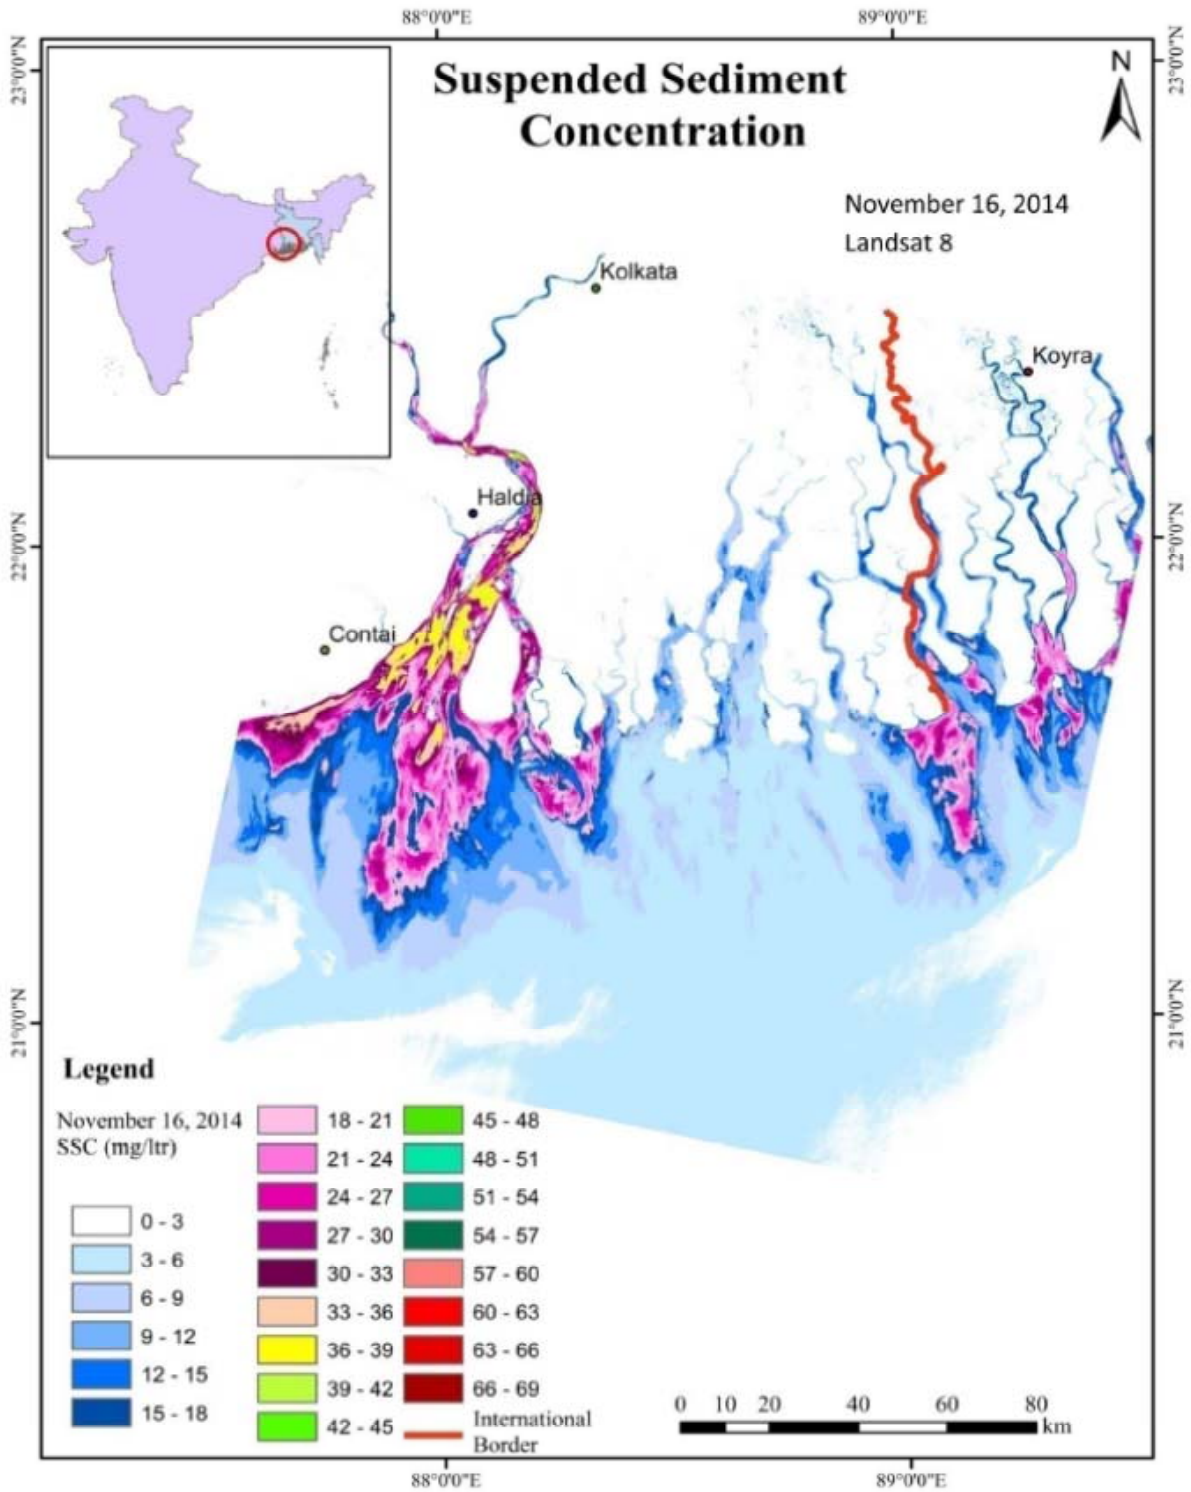 88°0'0"E
89°0'0"E
23°0'0"N
23°0'0"N
Suspended Sediment
Concentration
N
November 16, 2014
Landsat 8
Kolkata
Koyra
Haldia
22°0'0"N
22°0'0"N
Contai
21°0'0"N
21°0'0"N
Legend
November 16, 2014
SSC (mg/ltr)
0 - 3
3 - 6
6 - 9
9 - 12
12 - 15
15 - 18
18 - 21
21 - 24
24 - 27
27 - 30
30 - 33
33 - 36
36 - 39
39 - 42
42 - 45
45 - 48
48 - 51
51 - 54
54 - 57
57 - 60
60 - 63
63 - 66
66 - 69
International
Border
0 10 20 40 60 80
km
88°0'0"E
89°0'0"E